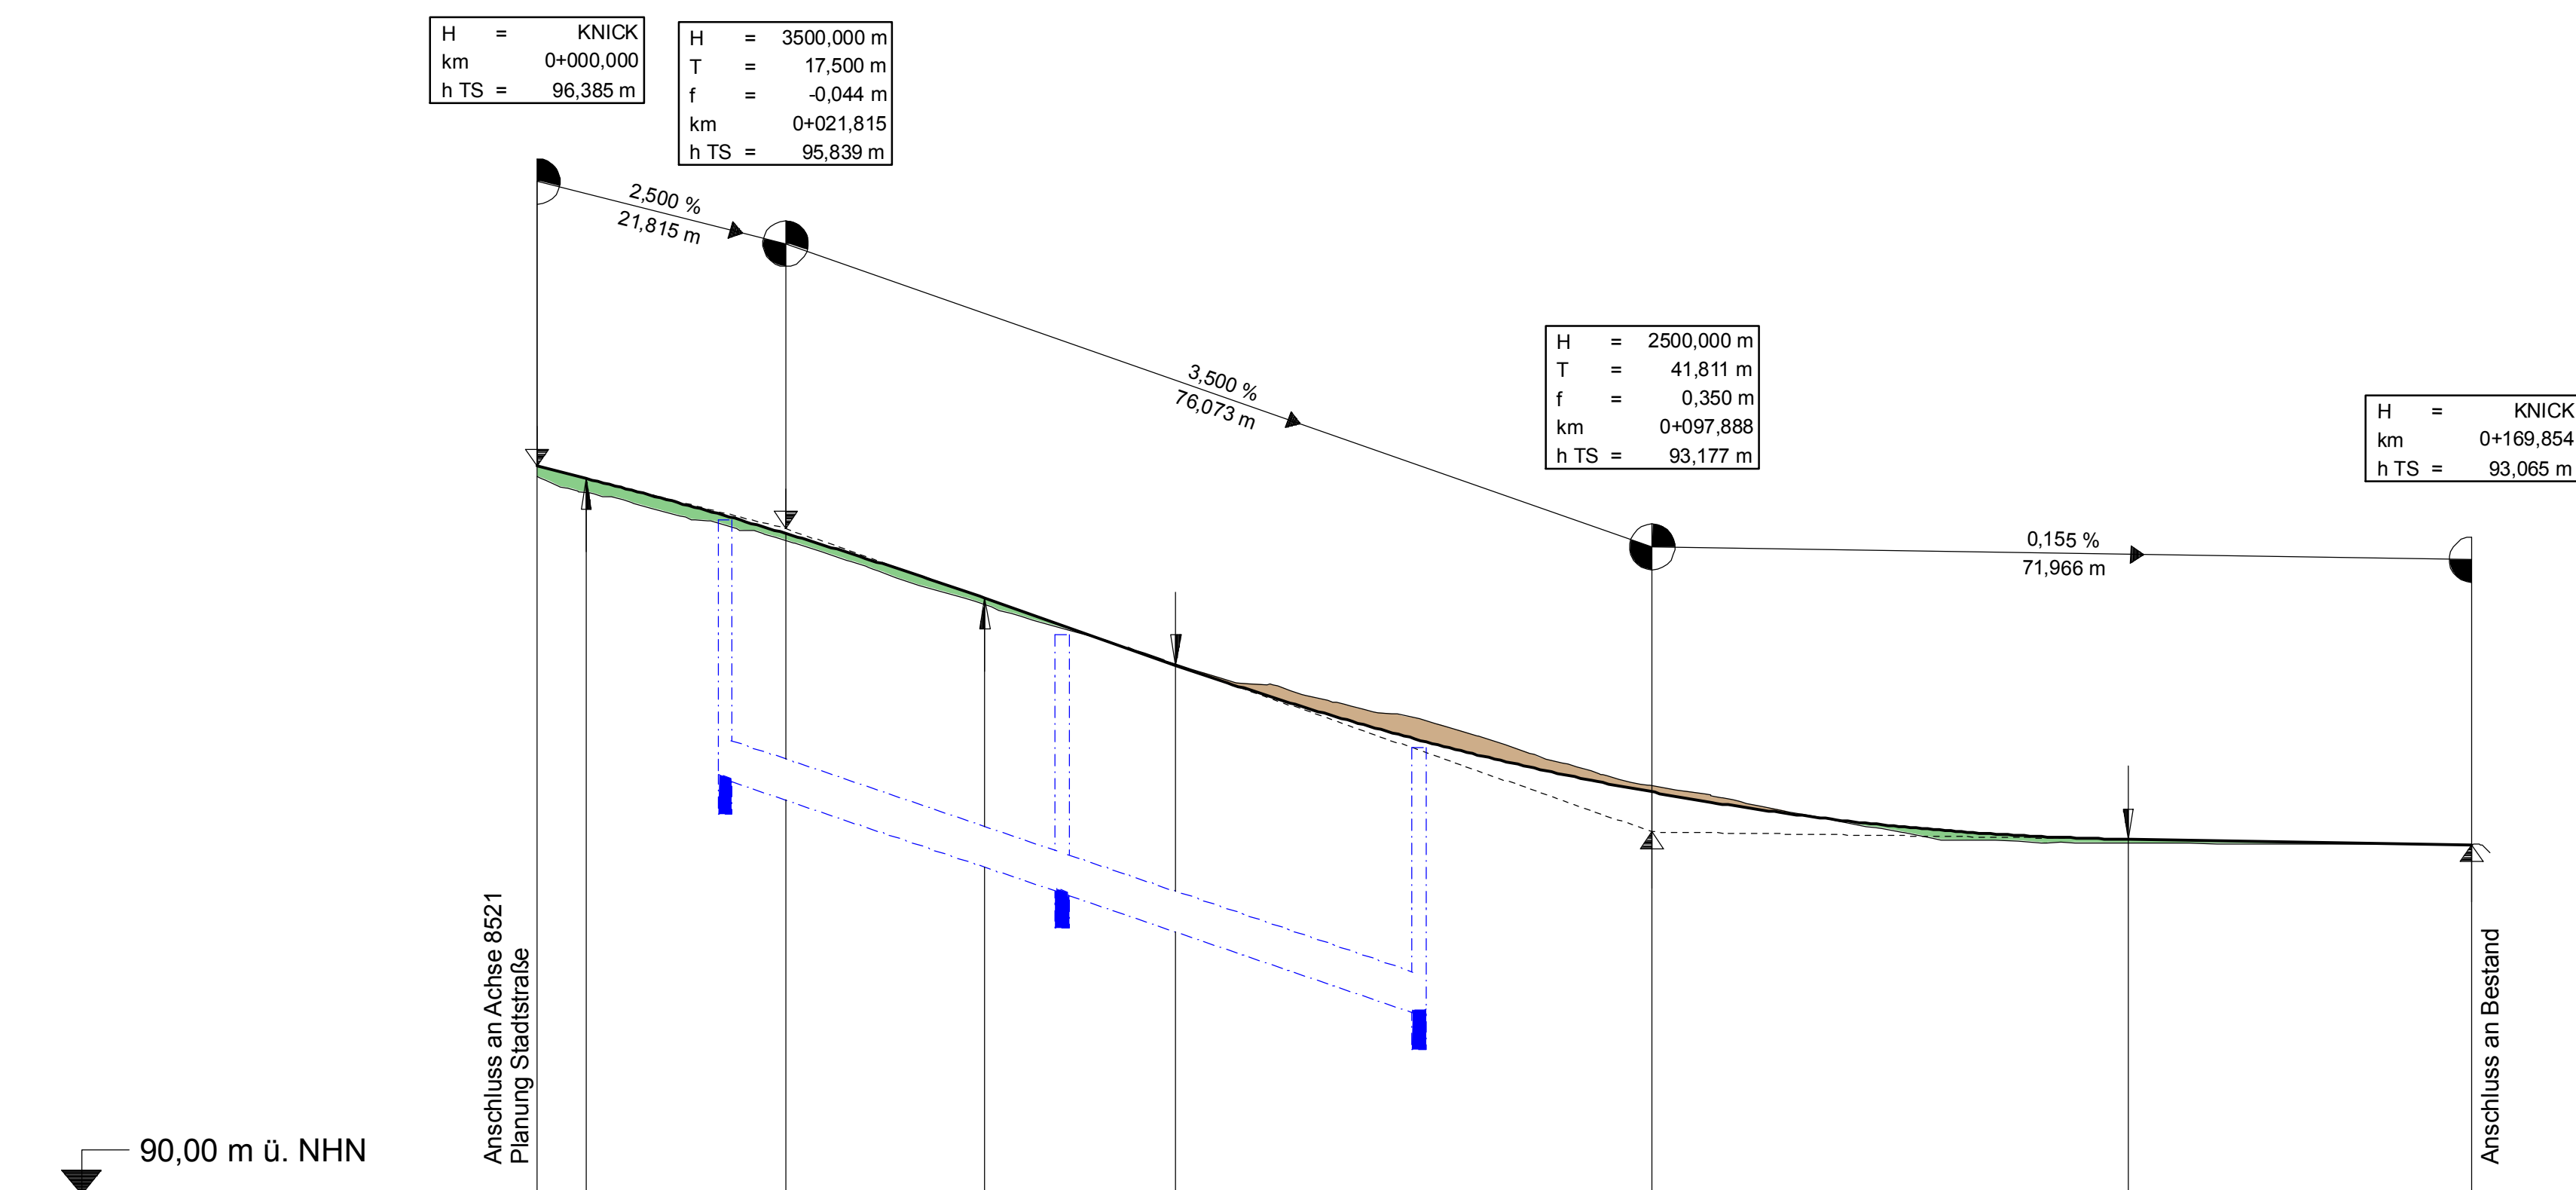 H = KNICK
km 0+000,000
h TS = 96,385 m
H = 3500,000 m
T = 17,500 m
f = -0,044 m
km 0+021,815
h TS = 95,839 m
2,500 %
21,815 m
3,500 %
76,073 m
H = 2500,000 m
T = 41,811 m
f = 0,350 m
km 0+097,888
h TS = 93,177 m
H = KNICK
km 0+169,854
h TS = 93,065 m
0,155 %
71,966 m
Anschluss an Achse 8521
Planung Stadtstraße
Anschluss an Bestand
90,00 m ü. NHN